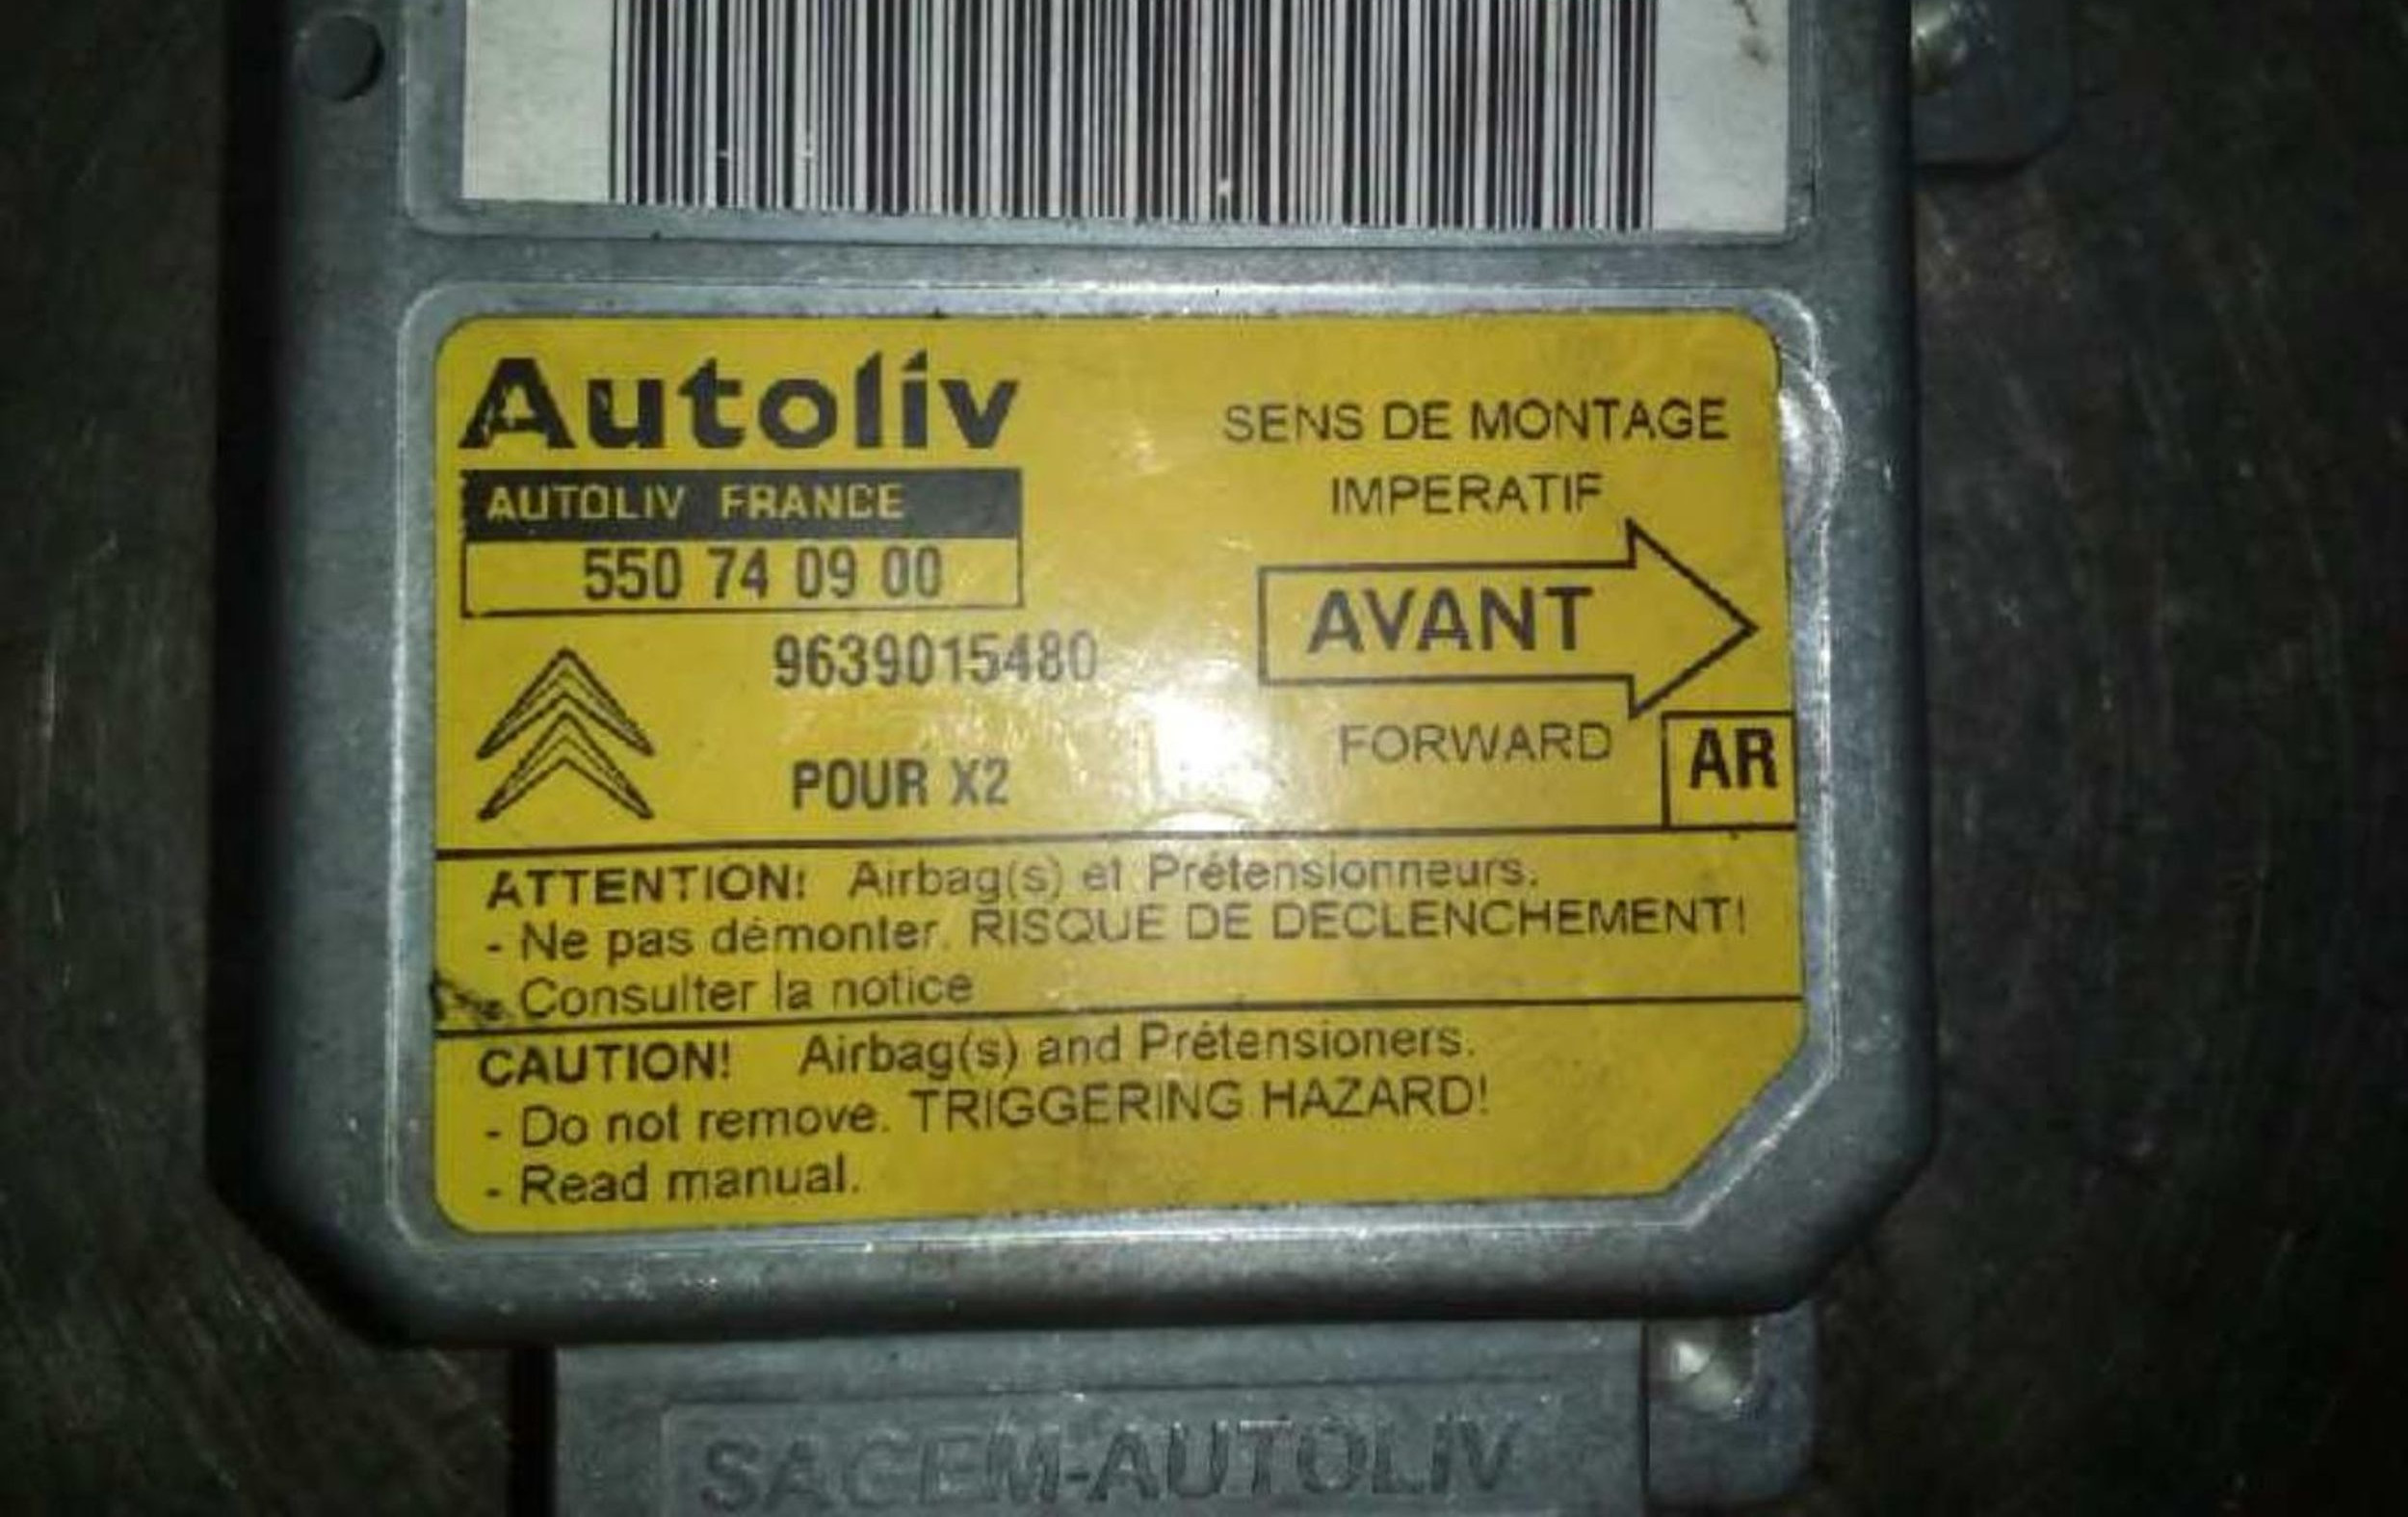 Autoliv
AUTOLIV FRANCE
550 74 09 00
9639015480
POUR X2
SENS DE MONTAGE
IMPERATIF
AVANT
FORWARD
AR
ATTENTION! Airbag(s) et Prétensionneurs.
- Ne pas démonter. RISQUE DE DECLENCHEMENT!
- Consulter la notice
CAUTION! Airbag(s) and Prétensioners.
- Do not remove. TRIGGERING HAZARD!
- Read manual.
SAGEM-AUTOLIV